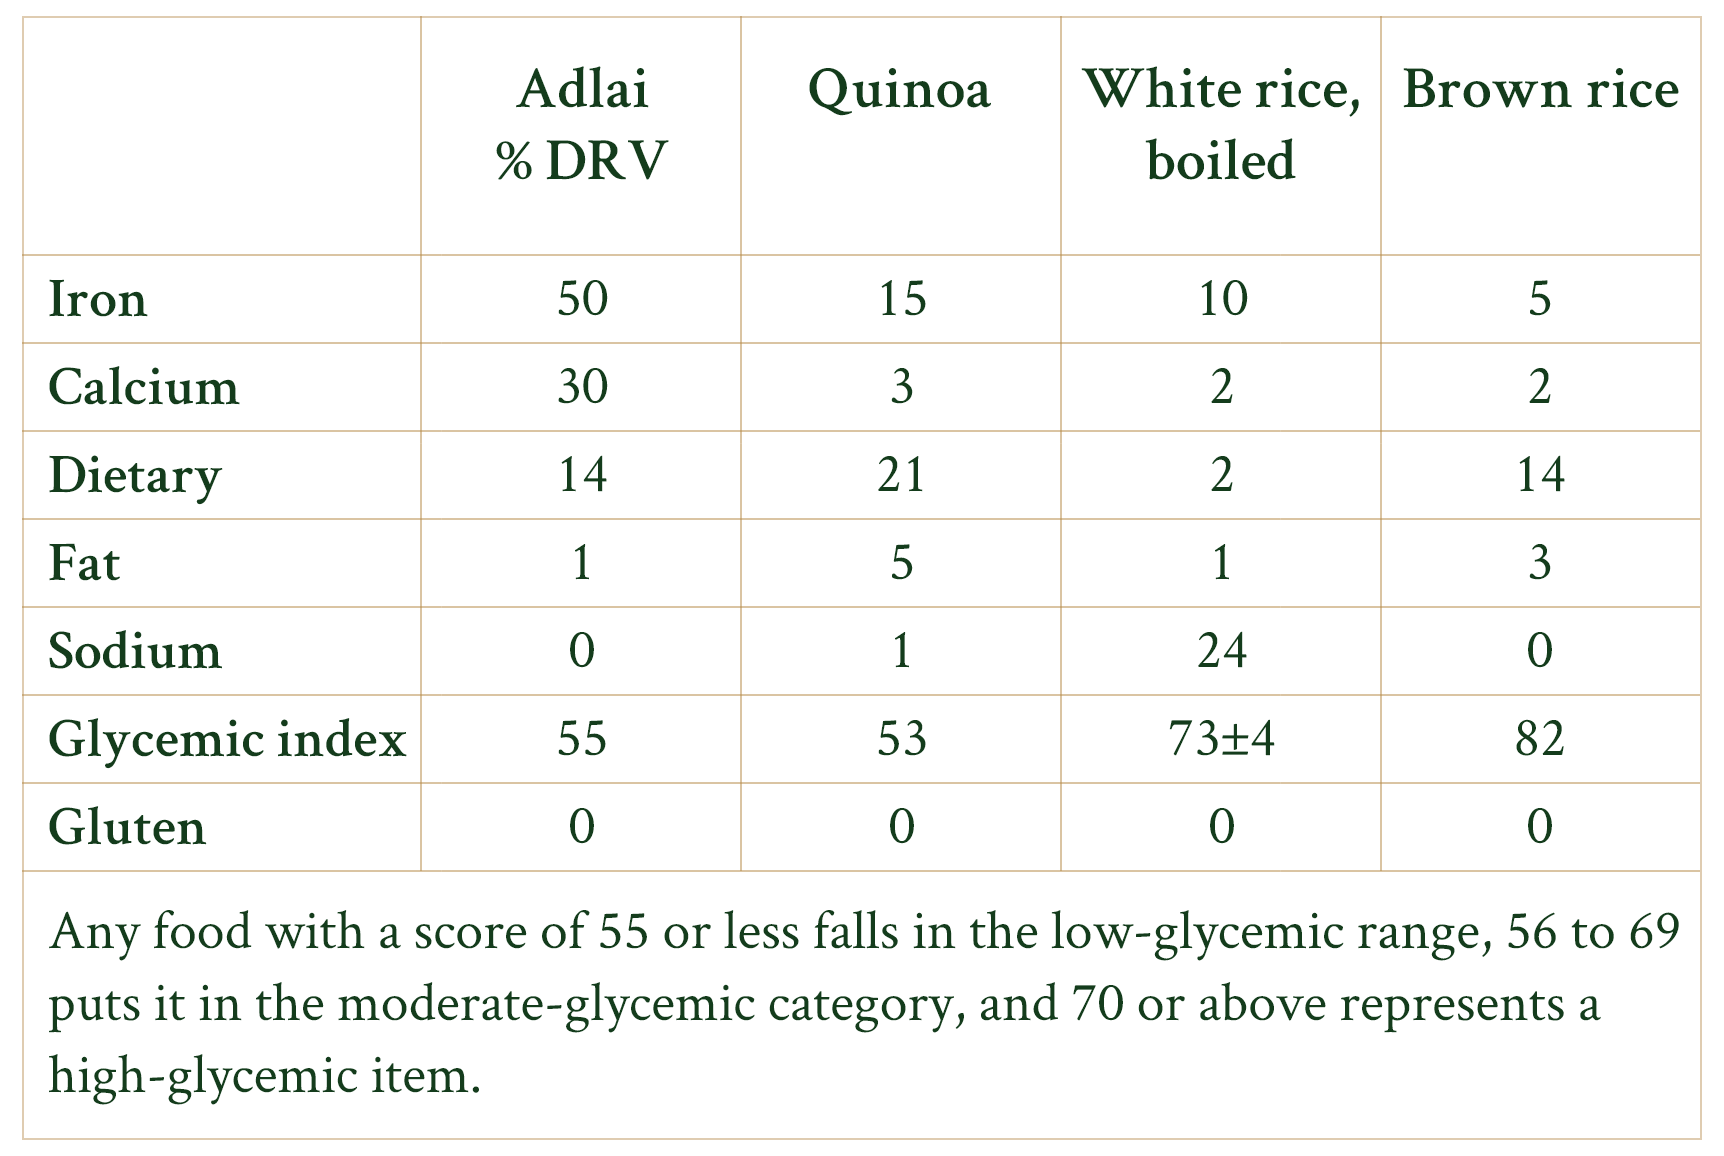 Adlai Quinoa White rice, Brown rice
% DRV boiled
Iron 50 15 10 5
Calcium 30 3 2 2
Dietary 14 21 2 14
Fat 1 5 1 3
Sodium 0 1 24 0
Glycemic index 55 53 73±4 82
Gluten 0 0 0 0
Any food with a score of 55 or less falls in the low-glycemic range, 56 to 69
puts it in the moderate-glycemic category, and 70 or above represents a
high-glycemic item.